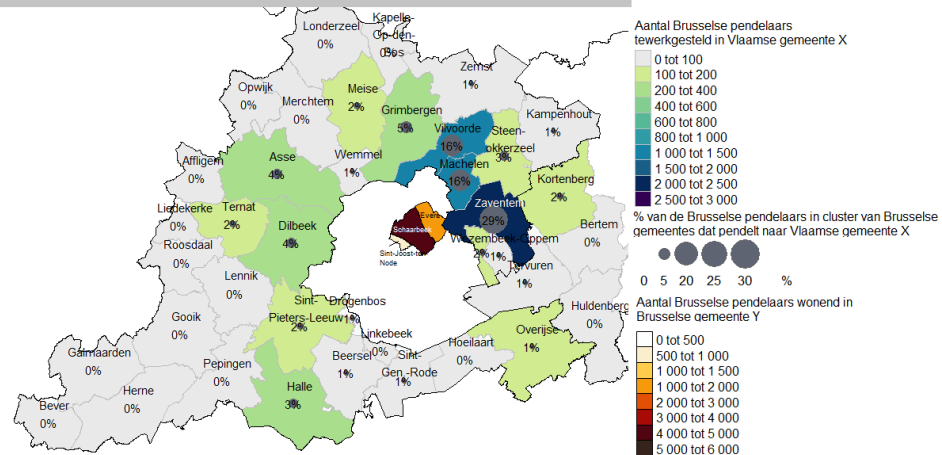 Londerzeel
0%
Kapelle-
Op-den-
Bos
0%
Zemst
1%
Opwijk
0%
Merchtem
0%
Meise
2%
Grimbergen
5%
Vilvoorde
16%
Steen-
okkerzeel
3%
Kampenhout
1%
Affligem
0%
Asse
4%
Wemmel
1%
Machelen
16%
Kortenberg
2%
Liedekerke
0%
Ternat
2%
Dilbeek
4%
Evere
Schaarbeek
Sint-Joost-ten-
Node
Zaventem
29%
Bertem
0%
Roosdaal
0%
Wezembeek-Oppem
2%
1%
Tervuren
1%
Lennik
0%
Sint-
Pieters-Leeuw
2%
Drogenbos
1%
Huldenberg
0%
Gooik
0%
Linkebeek
0%
Overijse
1%
Hoeilaart
0%
Galmaarden
0%
Pepingen
0%
Beersel
1%
Sint-
Gen.-Rode
1%
Herne
0%
Halle
3%
Bever
0%
Aantal Brusselse pendelaars
tewerkgesteld in Vlaamse gemeente X
0 tot 100
100 tot 200
200 tot 400
400 tot 600
600 tot 800
800 tot 1 000
1 000 tot 1 500
1 500 tot 2 000
2 000 tot 2 500
2 500 tot 3 000
% van de Brusselse pendelaars in cluster van Brusselse
gemeentes dat pendelt naar Vlaamse gemeente X
0 5 20 25 30 %
Aantal Brusselse pendelaars wonend in
Brusselse gemeente Y
0 tot 500
500 tot 1 000
1 000 tot 1 500
1 000 tot 2 000
2 000 tot 3 000
3 000 tot 4 000
4 000 tot 5 000
5 000 tot 6 000